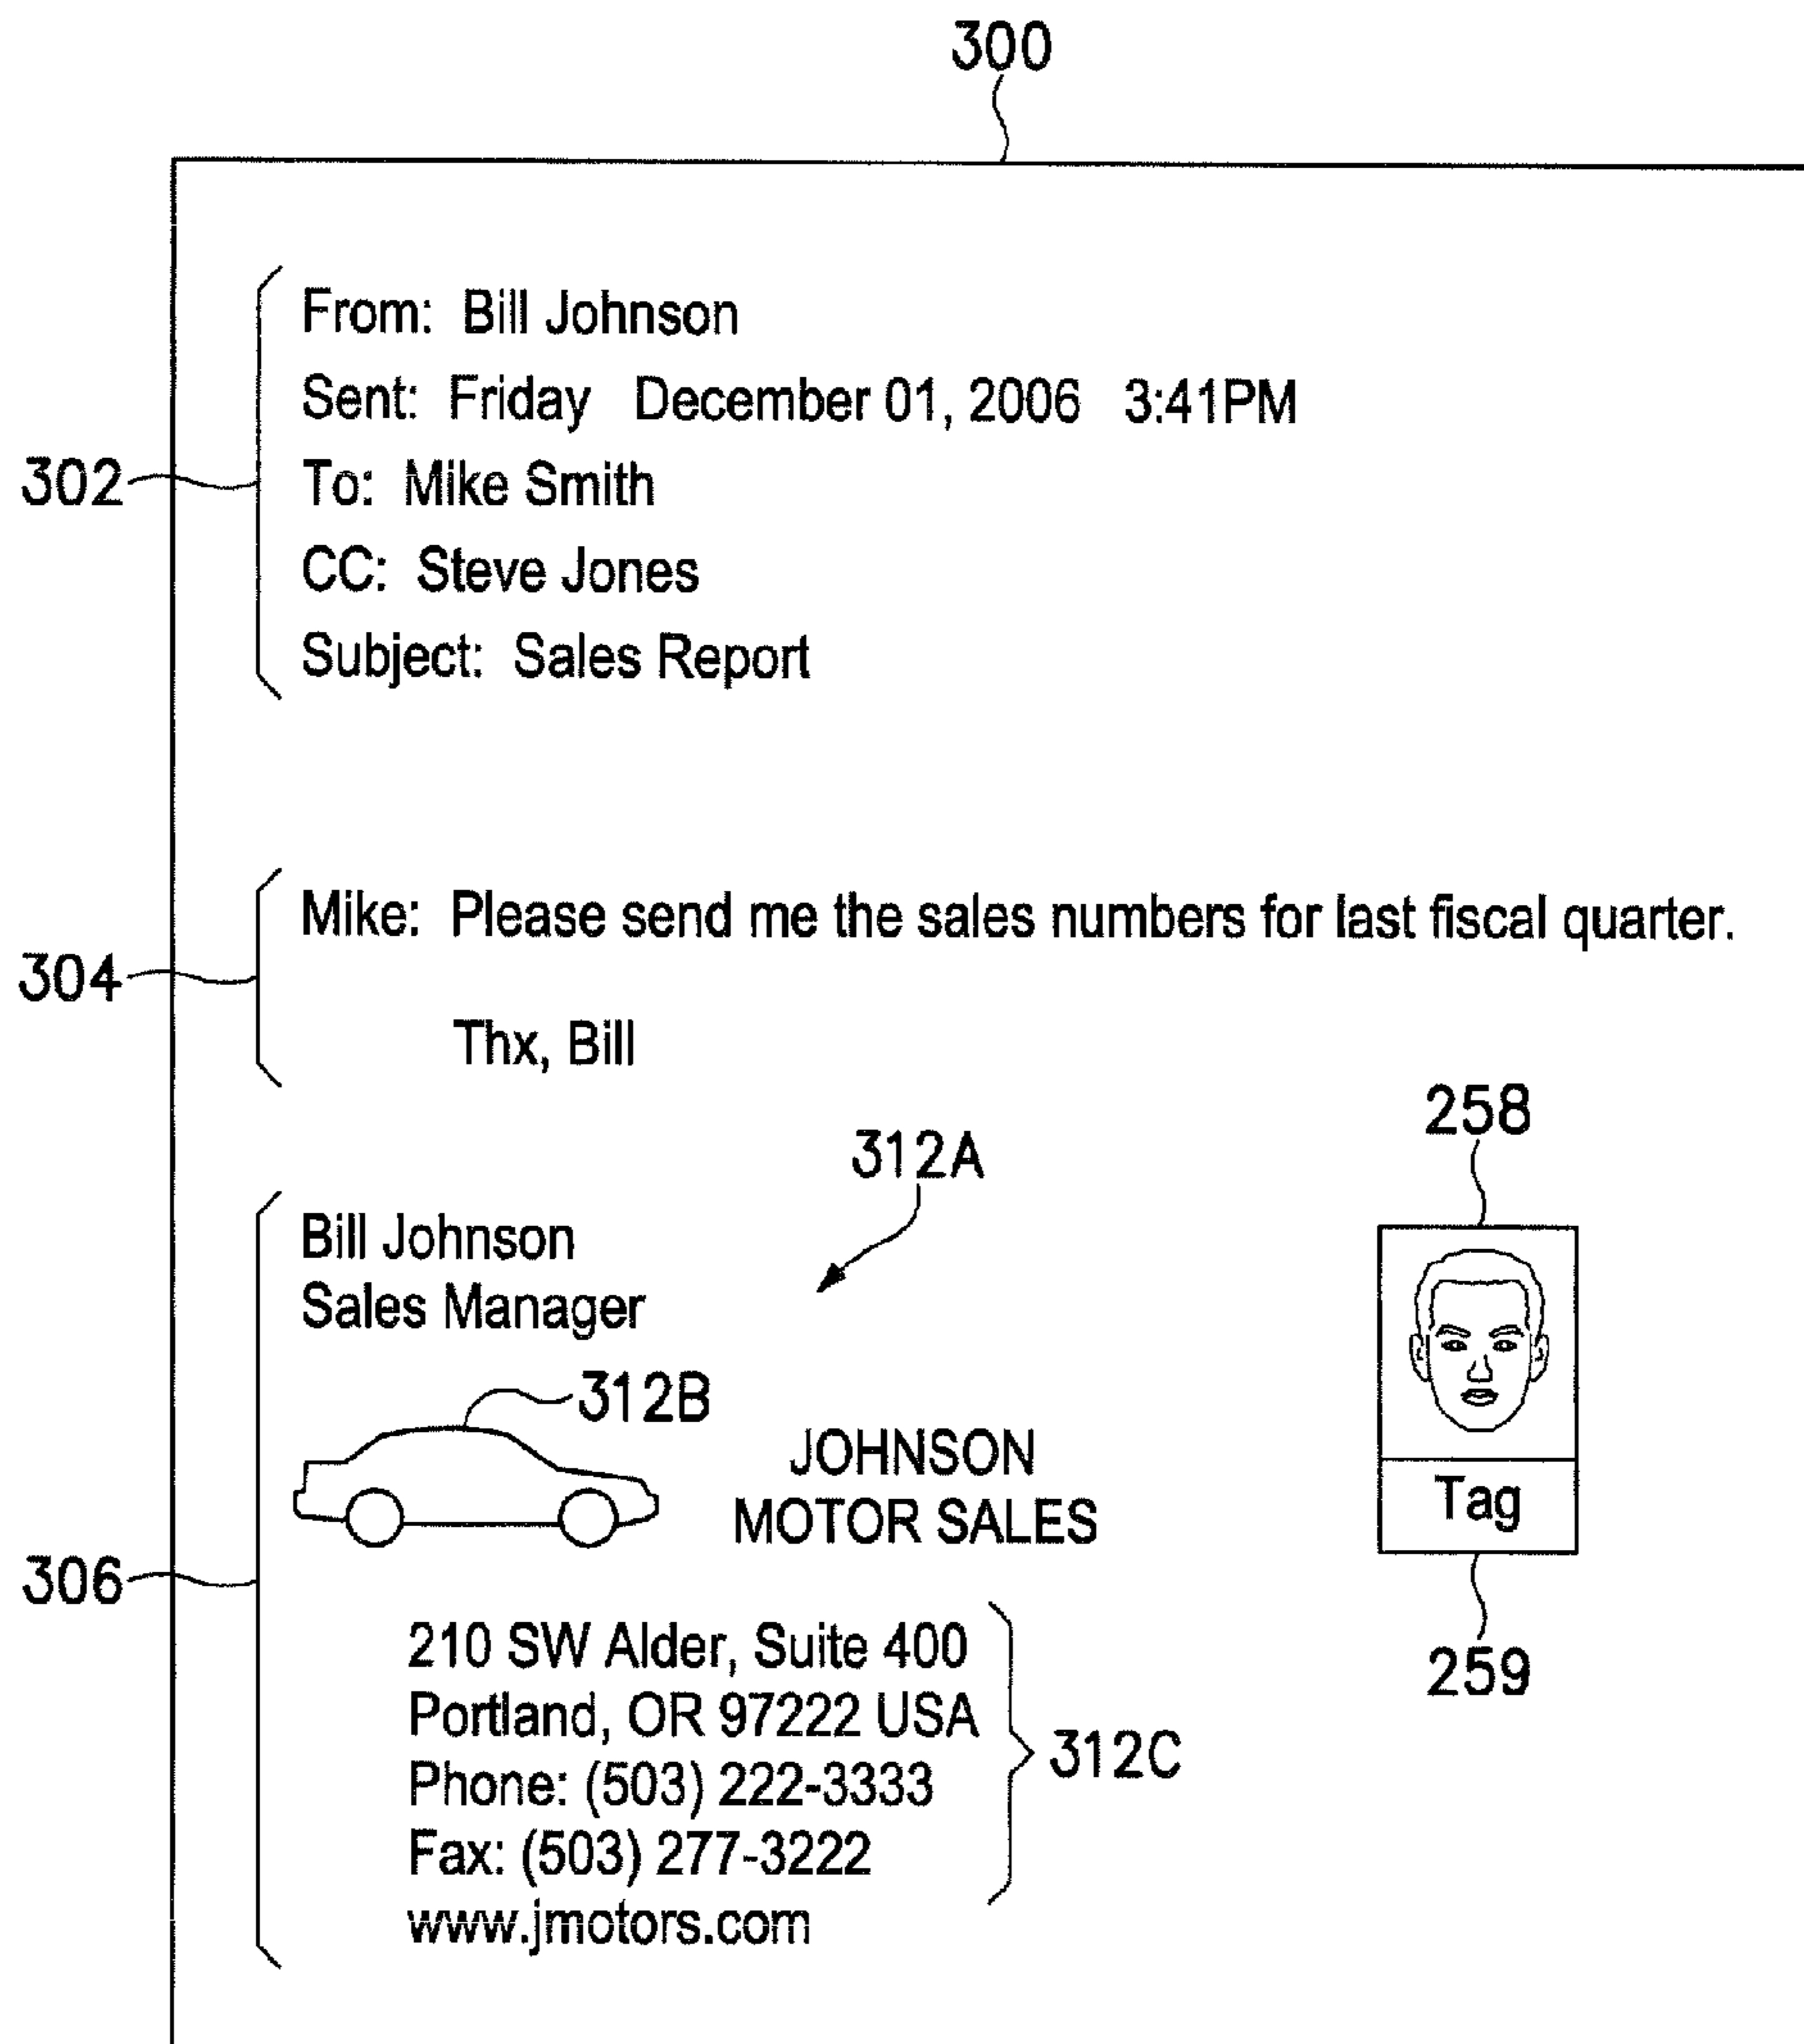 300
From: Bill Johnson
Sent: Friday December 01, 2006 3:41PM
302
To: Mike Smith
CC: Steve Jones
Subject: Sales Report
Mike: Please send me the sales numbers for last fiscal quarter.
304
Thx, Bill
258
312A
Bill Johnson
Sales Manager
312B
JOHNSON
MOTOR SALES
Tag
306
259
210 SW Alder, Suite 400
Portland, OR 97222 USA
312C
Phone: (503) 222-3333
Fax: (503) 277-3222
www.jmotors.com